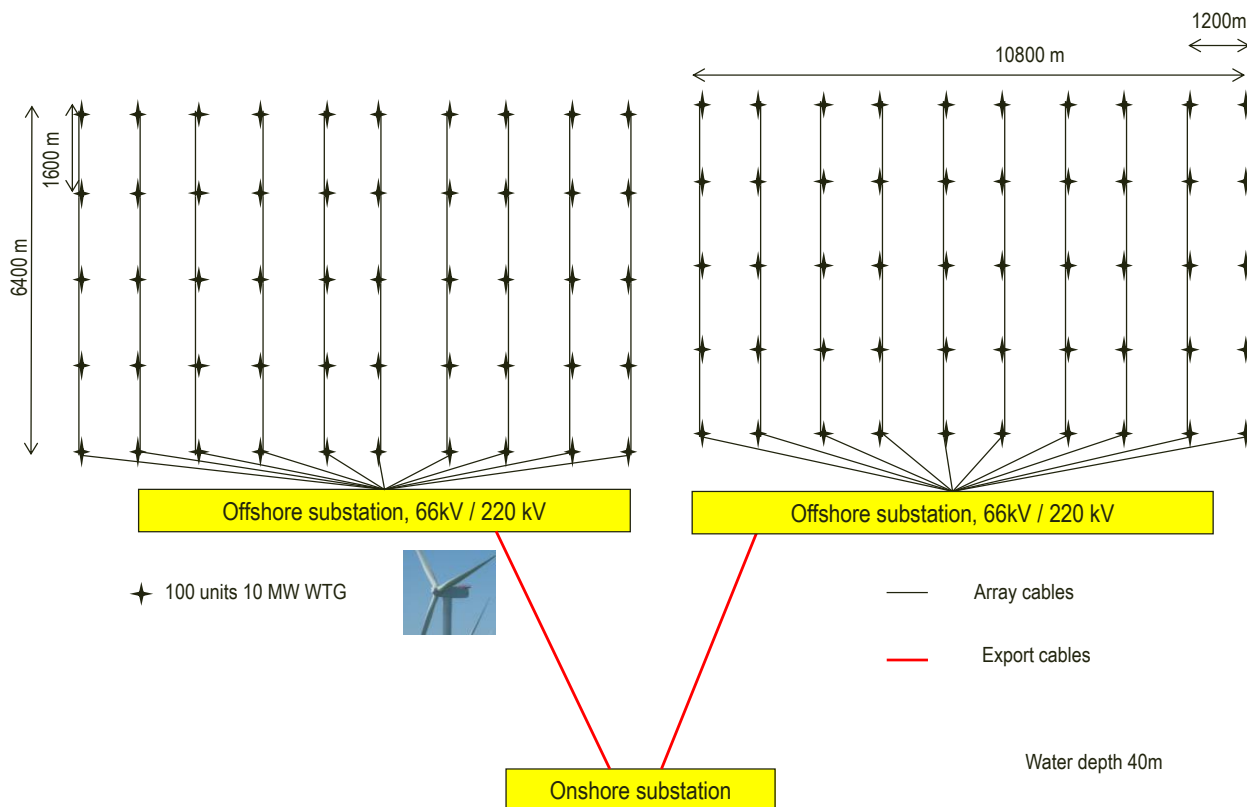 1200m
10800 m
1600 m
6400 m
Offshore substation, 66kV / 220 kV
Offshore substation, 66kV / 220 kV
100 units 10 MW WTG
Array cables
Export cables
Water depth 40m
Onshore substation